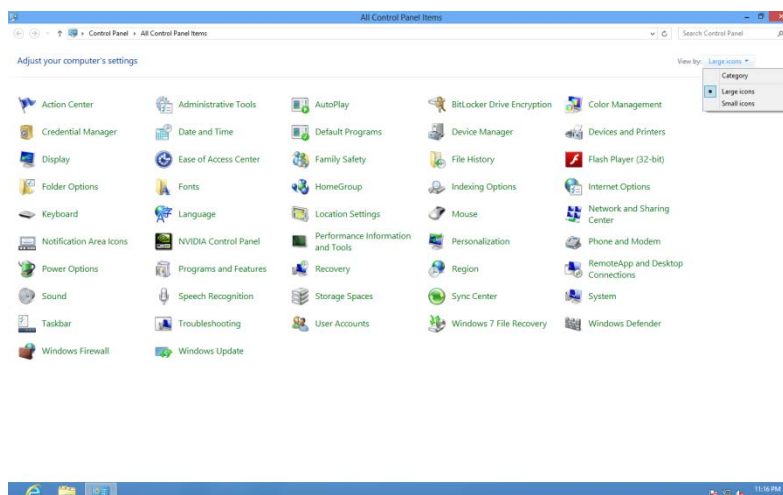 All Control Panel Items
Control Panel All Control Panel Items
Search Control Panel
Adjust your computer's settings
View by: Large icons
Category
Large icons
Small icons
Action Center Administrative Tools AutoPlay BitLocker Drive Encryption Color Management
Credential Manager Date and Time Default Programs Device Manager Devices and Printers
Display Ease of Access Center Family Safety File History Flash Player (32-bit)
Folder Options Fonts HomeGroup Indexing Options Internet Options
Keyboard Language Location Settings Mouse Network and Sharing Center
Notification Area Icons NVIDIA Control Panel Performance Information and Tools Personalization Phone and Modem
Power Options Programs and Features Recovery Region RemoteApp and Desktop Connections
Sound Speech Recognition Storage Spaces Sync Center System
Taskbar Troubleshooting User Accounts Windows 7 File Recovery Windows Defender
Windows Firewall Windows Update
11:16 PM